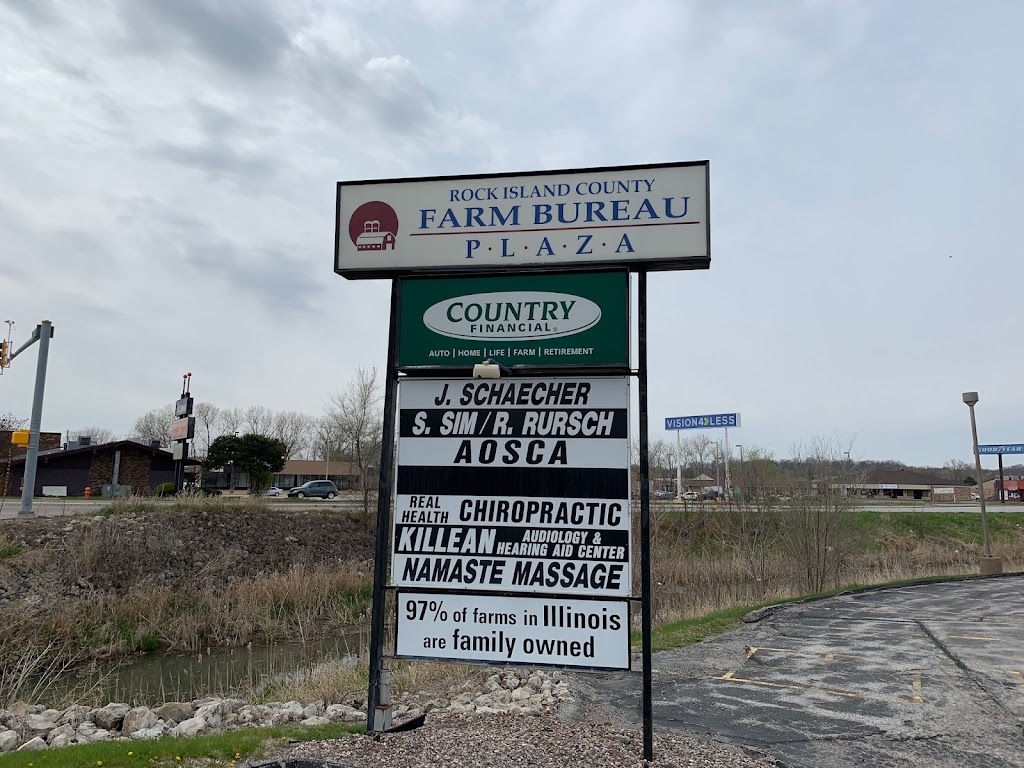 ROCK ISLAND COUNTY
FARM BUREAU
P·L·A·Z·A
COUNTRY
FINANCIAL®
AUTO | HOME | LIFE | FARM | RETIREMENT
J. SCHAECHER
S. SIM / R. RURSCH
AOSCA
REAL
HEALTH CHIROPRACTIC
KILLEAN AUDIOLOGY &
HEARING AID CENTER
NAMASTE MASSAGE
97% of farms in Illinois
are family owned
VISION4LESS
GOODYEAR